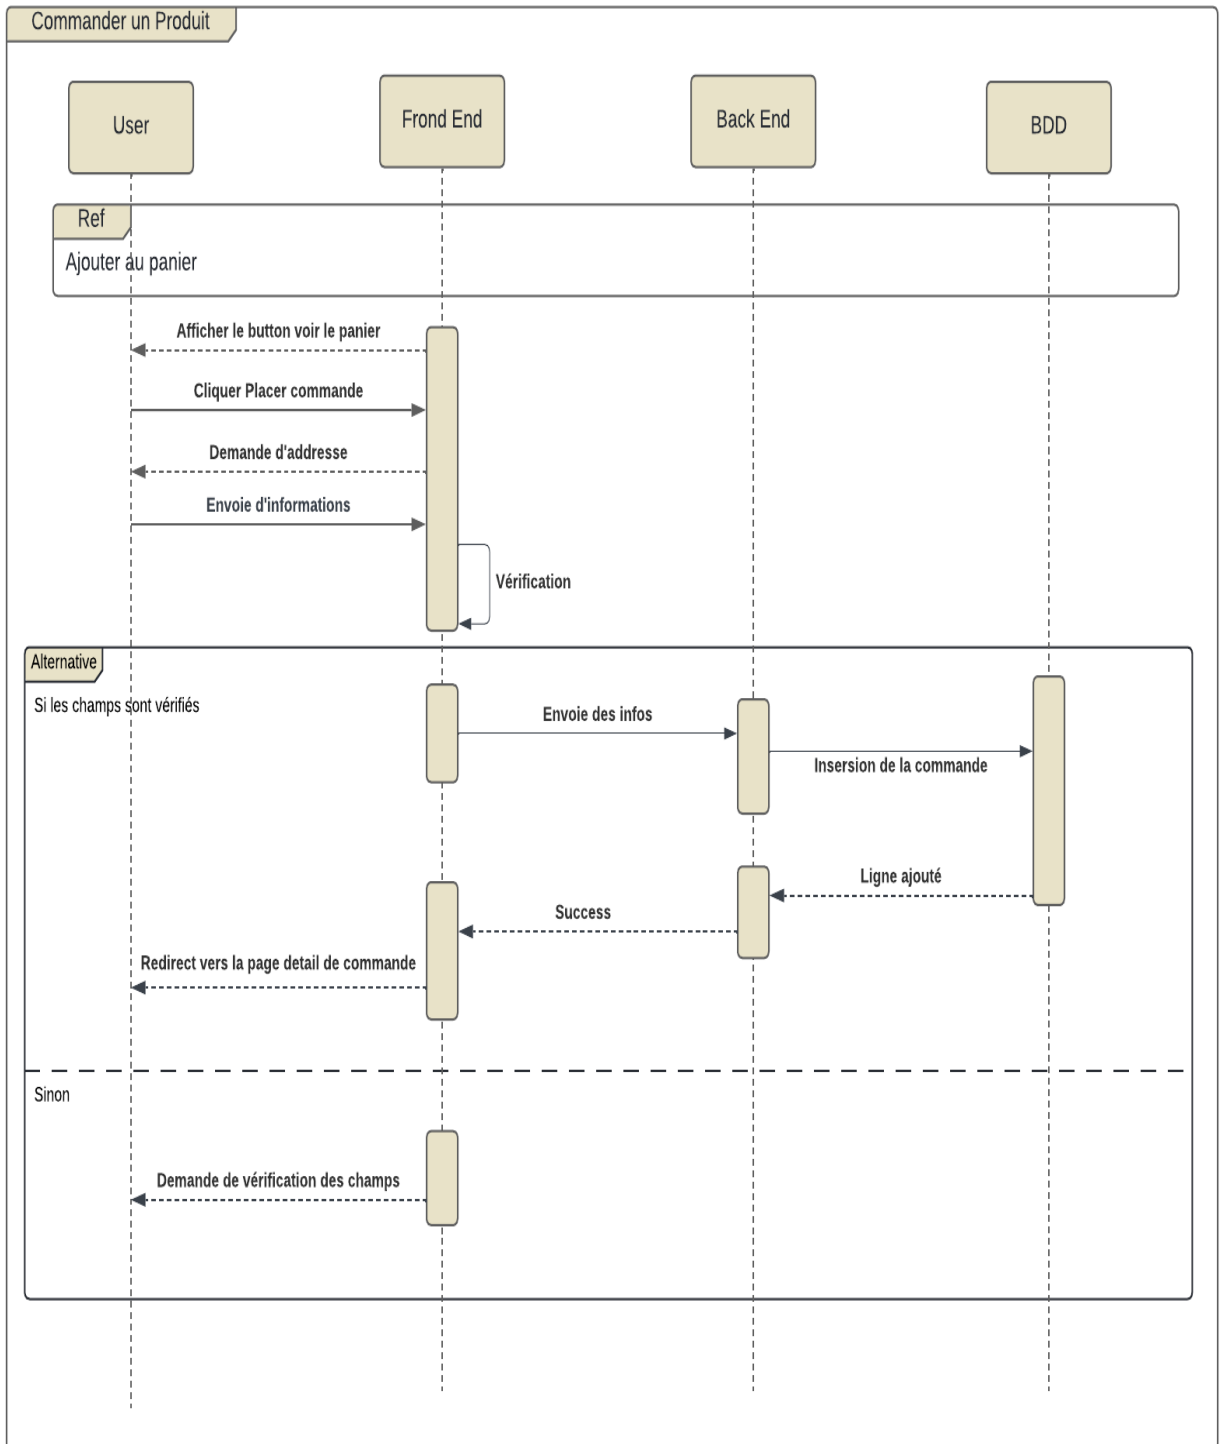 Commander un Produit
User
Frond End
Back End
BDD
Ref
Ajouter au panier
Afficher le button voir le panier
Cliquer Placer commande
Demande d'addresse
Envoie d'informations
Vérification
Alternative
Si les champs sont vérifiés
Envoie des infos
Insersion de la commande
Ligne ajouté
Success
Redirect vers la page detail de commande
Sinon
Demande de vérification des champs